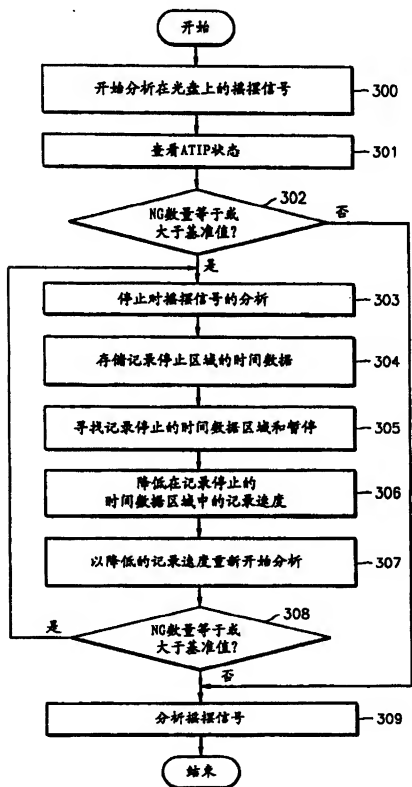 开始
开始分析在光盘上的摇摆信号
300
查看ATIP状态
301
302
NG数量等于或
大于基准值?
否
是
停止对摇摆信号的分析
303
存储记录停止区域的时间数据
304
寻找记录停止的时间数据区域和暂停
305
降低在记录停止的
时间数据区域中的记录速度
306
以降低的记录速度重新开始分析
307
308
是
NG数量等于或
大于基准值?
否
分析摇摆信号
309
结束